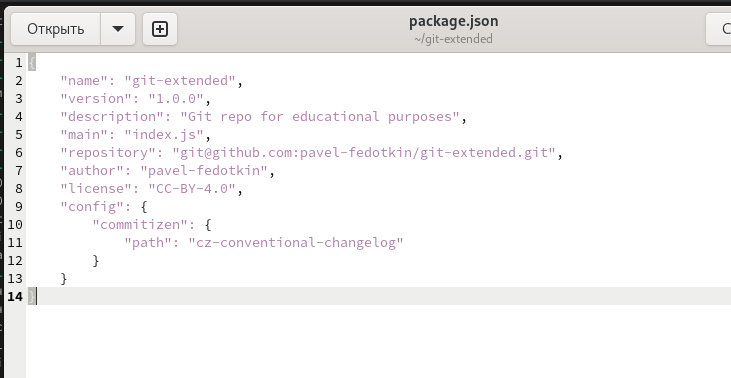 package.json
Открыть
~/git-extended
1 {
2 "name": "git-extended",
3 "version": "1.0.0",
4 "description": "Git repo for educational purposes",
5 "main": "index.js",
6 "repository": "git@github.com:pavel-fedotkin/git-extended.git",
7 "author": "pavel-fedotkin",
8 "license": "CC-BY-4.0",
9 "config": {
10 "commitizen": {
11 "path": "cz-conventional-changelog"
12 }
13 }
14 }